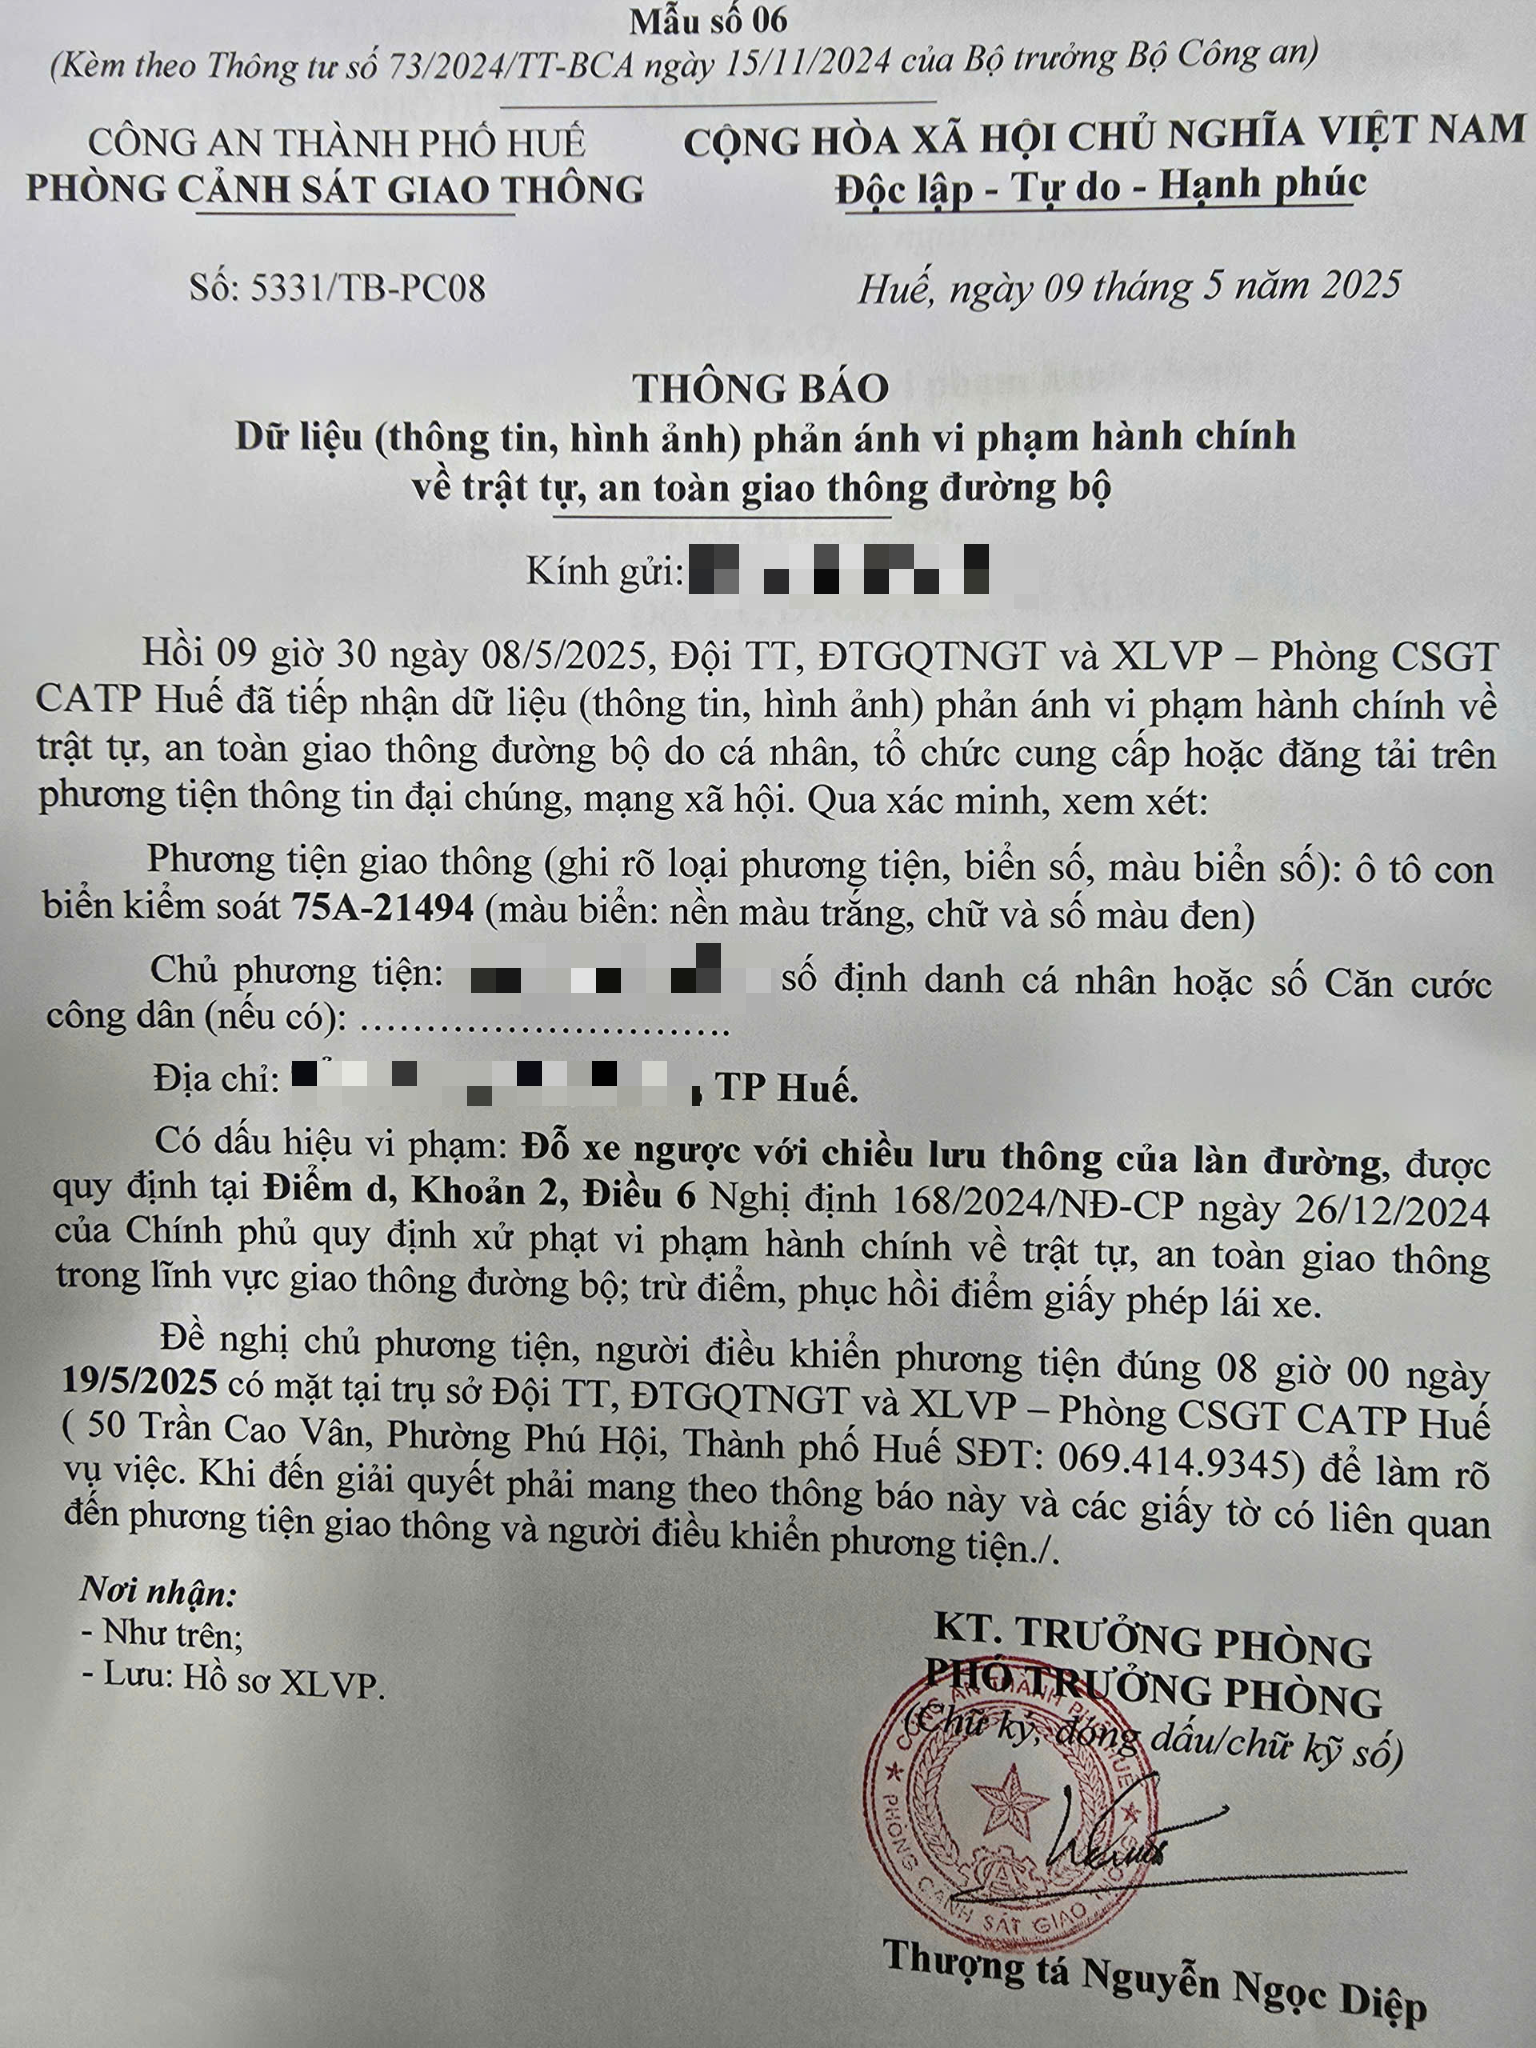 Mẫu số 06
(Kèm theo Thông tư số 73/2024/TT-BCA ngày 15/11/2024 của Bộ trưởng Bộ Công an)
CÔNG AN THÀNH PHỐ HUẾ
PHÒNG CẢNH SÁT GIAO THÔNG
CỘNG HÒA XÃ HỘI CHỦ NGHĨA VIỆT NAM
Độc lập - Tự do - Hạnh phúc
Số: 5331/TB-PC08
Huế, ngày 09 tháng 5 năm 2025
THÔNG BÁO
Dữ liệu (thông tin, hình ảnh) phản ánh vi phạm hành chính
về trật tự, an toàn giao thông đường bộ
Kính gửi:
Hồi 09 giờ 30 ngày 08/5/2025, Đội TT, ĐTGQTNGT và XLVP – Phòng CSGT
CATP Huế đã tiếp nhận dữ liệu (thông tin, hình ảnh) phản ánh vi phạm hành chính về
trật tự, an toàn giao thông đường bộ do cá nhân, tổ chức cung cấp hoặc đăng tải trên
phương tiện thông tin đại chúng, mạng xã hội. Qua xác minh, xem xét:
Phương tiện giao thông (ghi rõ loại phương tiện, biển số, màu biển số): ô tô con
biển kiểm soát 75A-21494 (màu biển: nền màu trắng, chữ và số màu đen)
Chủ phương tiện: số định danh cá nhân hoặc số Căn cước
công dân (nếu có): ............................
Địa chỉ: , TP Huế.
Có dấu hiệu vi phạm: Đỗ xe ngược với chiều lưu thông của làn đường, được
quy định tại Điểm d, Khoản 2, Điều 6 Nghị định 168/2024/NĐ-CP ngày 26/12/2024
của Chính phủ quy định xử phạt vi phạm hành chính về trật tự, an toàn giao thông
trong lĩnh vực giao thông đường bộ; trừ điểm, phục hồi điểm giấy phép lái xe.
Đề nghị chủ phương tiện, người điều khiển phương tiện đúng 08 giờ 00 ngày
19/5/2025 có mặt tại trụ sở Đội TT, ĐTGQTNGT và XLVP – Phòng CSGT CATP Huế
( 50 Trần Cao Vân, Phường Phú Hội, Thành phố Huế SĐT: 069.414.9345) để làm rõ
vụ việc. Khi đến giải quyết phải mang theo thông báo này và các giấy tờ có liên quan
đến phương tiện giao thông và người điều khiển phương tiện./.
Nơi nhận:
- Như trên;
- Lưu: Hồ sơ XLVP.
KT. TRƯỞNG PHÒNG
PHÓ TRƯỞNG PHÒNG
(Chữ ký, đóng dấu/chữ kỹ số)
CÔNG AN THÀNH PHỐ HUẾ
PHÒNG CẢNH SÁT GIAO THÔNG
Thượng tá Nguyễn Ngọc Diệp